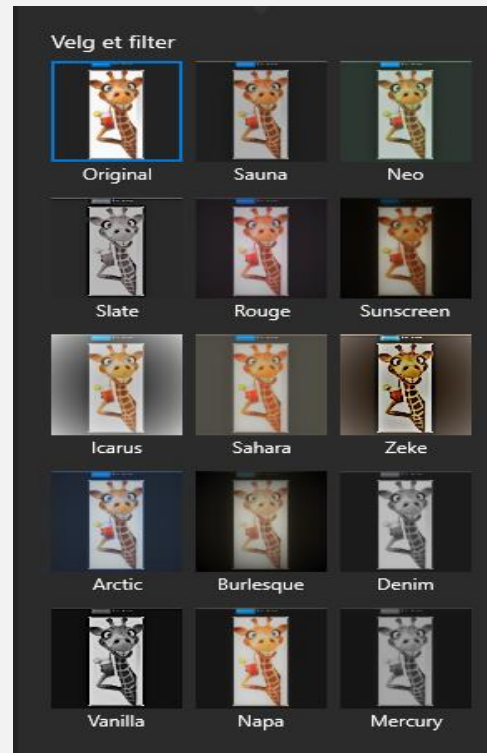 Velg et filter
Original Sauna Neo
Slate Rouge Sunscreen
Icarus Sahara Zeke
Arctic Burlesque Denim
Vanilla Napa Mercury